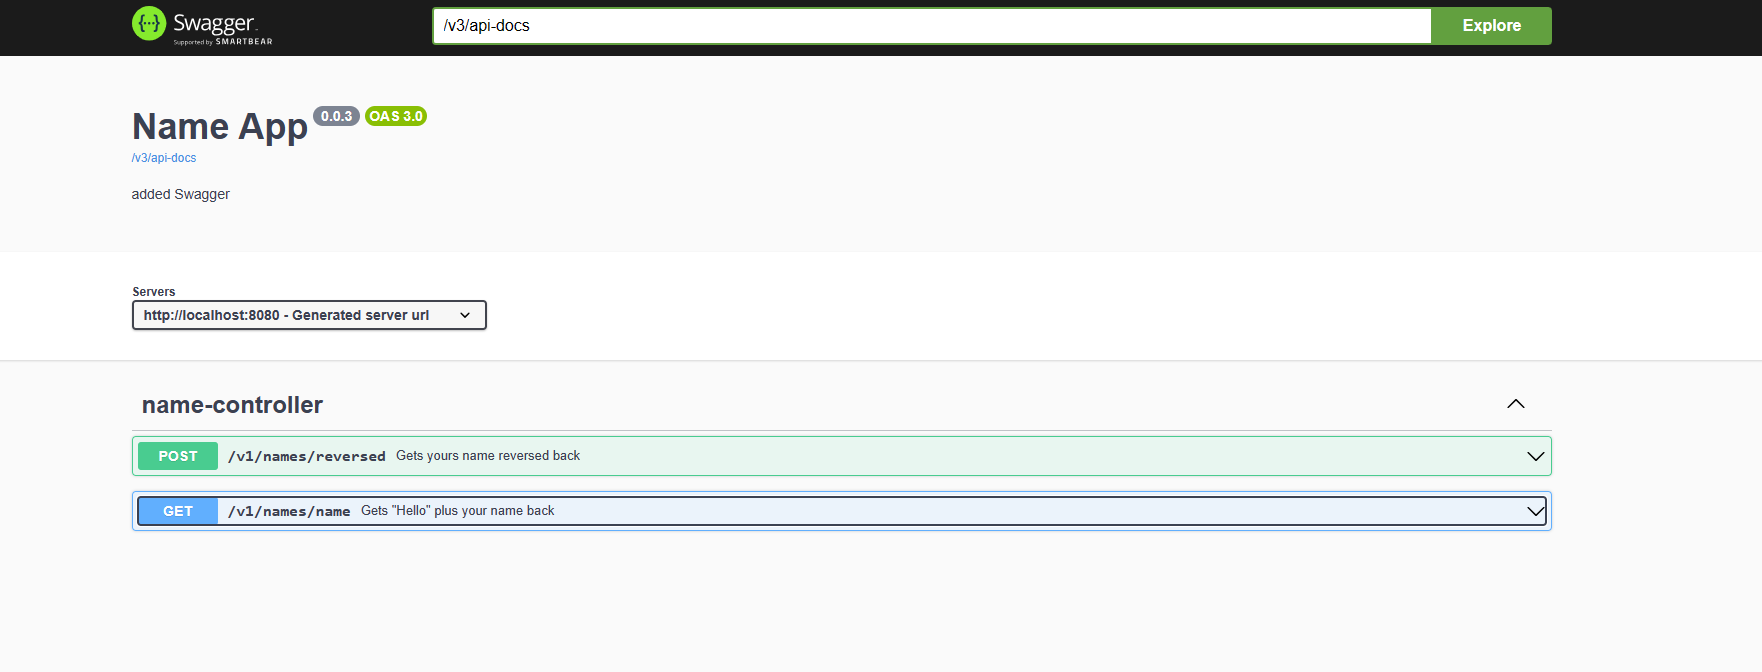 {···} Swagger.
Supported by SMARTBEAR
/v3/api-docs
Explore
Name App 0.0.3 OAS 3.0
/v3/api-docs
added Swagger
Servers
http://localhost:8080 - Generated server url
name-controller
POST /v1/names/reversed Gets yours name reversed back
GET /v1/names/name Gets "Hello" plus your name back